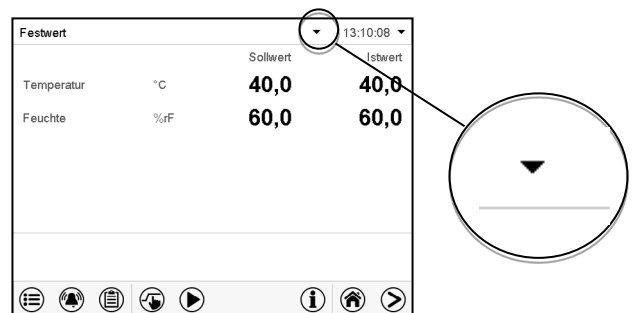 Festwert 13:10:08
Sollwert Istwert
Temperatur °C 40,0 40,0
Feuchte %rF 60,0 60,0